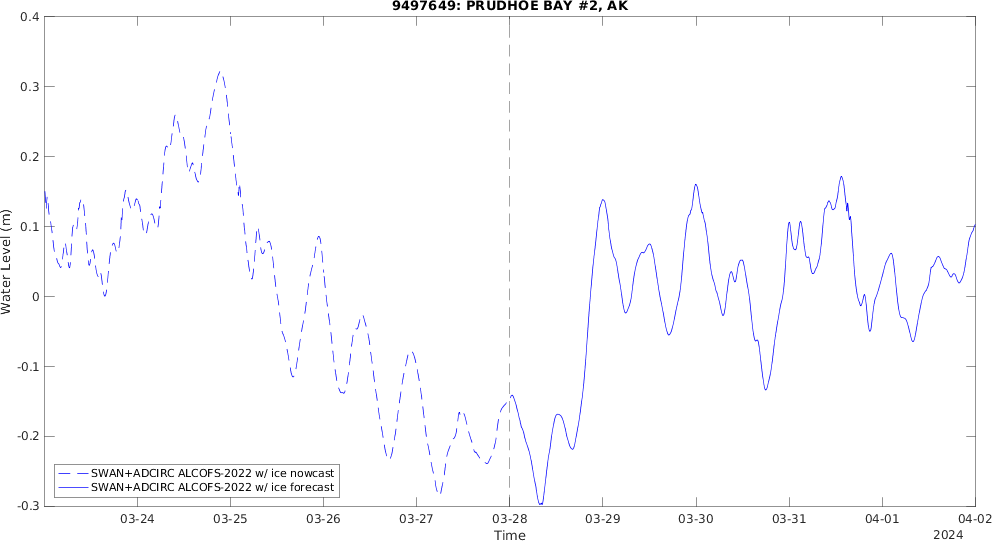 9497649: PRUDHOE BAY #2, AK
0.4
0.3
0.2
0.1
0
-0.1
-0.2
-0.3
Water Level (m)
SWAN+ADCIRC ALCOFS-2022 w/ ice nowcast
SWAN+ADCIRC ALCOFS-2022 w/ ice forecast
03-24 03-25 03-26 03-27 03-28 03-29 03-30 03-31 04-01 04-02
Time
2024